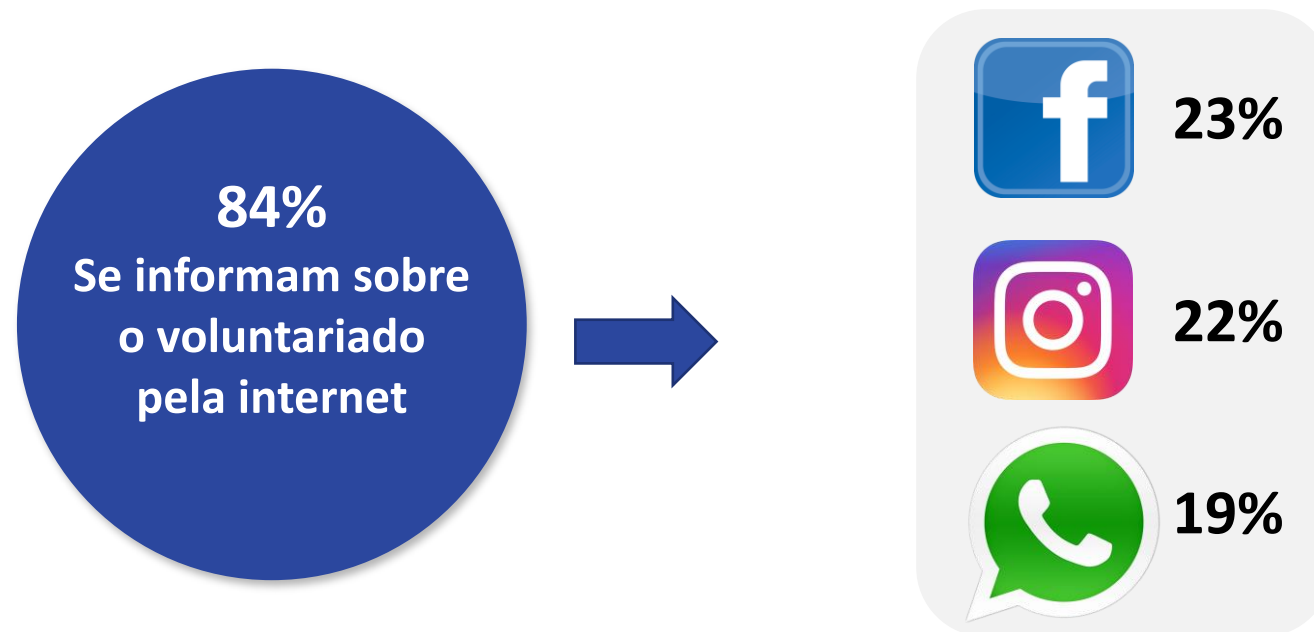 84%
Se informam sobre
o voluntariado
pela internet
23%
22%
19%